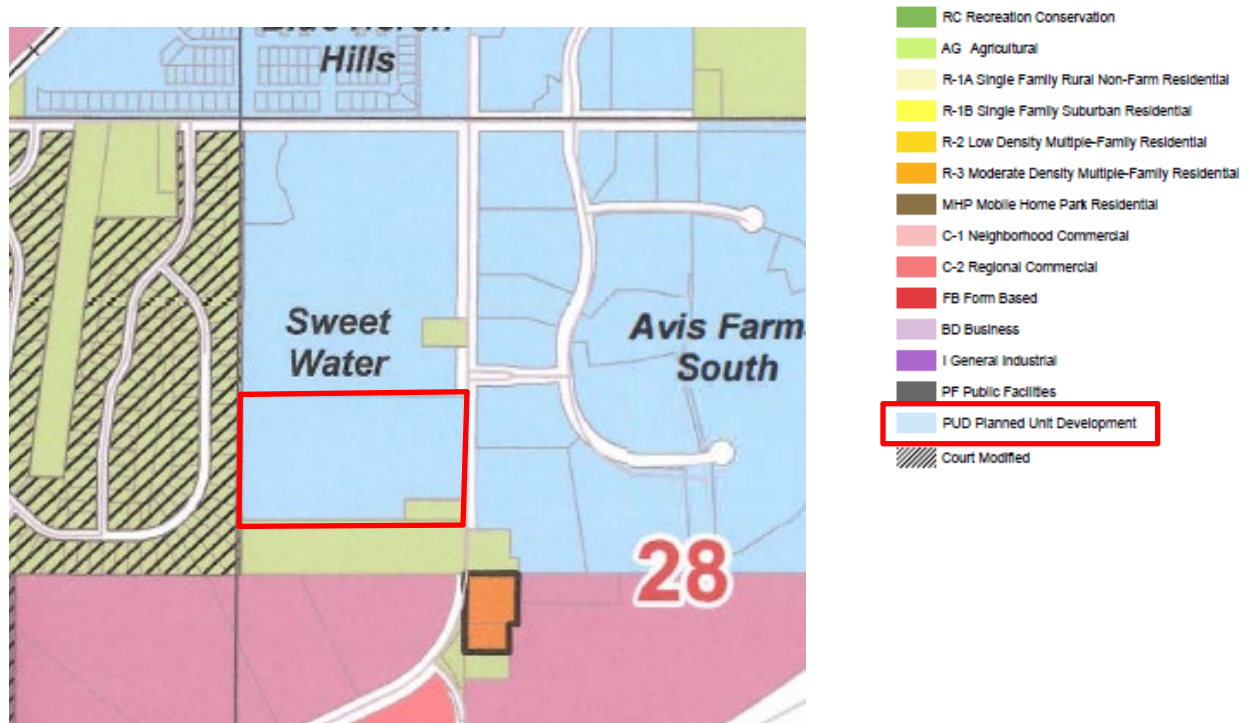 Hills
Sweet
Water
Avis Farm
South
28
RC Recreation Conservation
AG Agricultural
R-1A Single Family Rural Non-Farm Residential
R-1B Single Family Suburban Residential
R-2 Low Density Multiple-Family Residential
R-3 Moderate Density Multiple-Family Residential
MHP Mobile Home Park Residential
C-1 Neighborhood Commercial
C-2 Regional Commercial
FB Form Based
BD Business
I General Industrial
PF Public Facilities
PUD Planned Unit Development
Court Modified